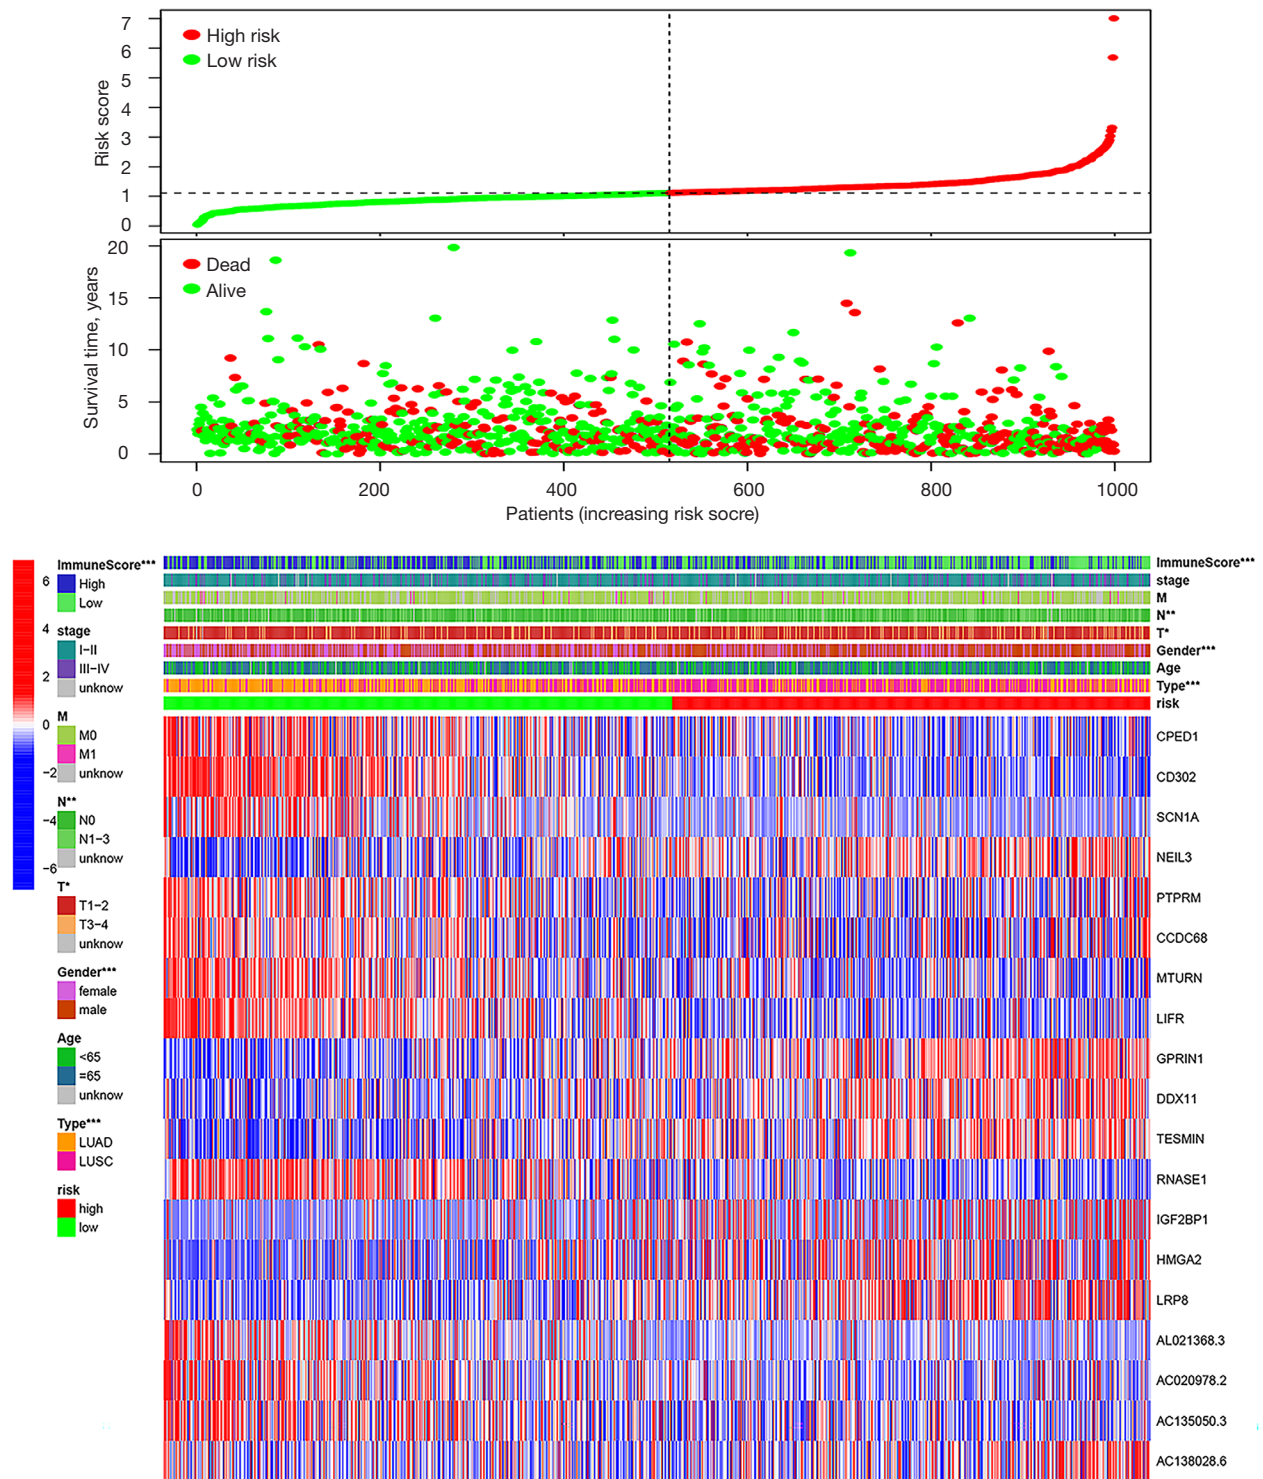 7
6
5
4
3
2
1
0
Risk score
High risk
Low risk
20
15
10
5
0
Survival time, years
Dead
Alive
0 200 400 600 800 1000
Patients (increasing risk socre)
6
4
2
0
−2
−4
−6
ImmuneScore***
High
Low
stage
I−II
III−IV
unknow
M
M0
M1
unknow
N**
N0
N1−3
unknow
T*
T1−2
T3−4
unknow
Gender***
female
male
Age
<65
=65
unknow
Type***
LUAD
LUSC
risk
high
low
ImmuneScore***
stage
M
N**
T*
Gender***
Age
Type***
risk
CPED1
CD302
SCN1A
NEIL3
PTPRM
CCDC68
MTURN
LIFR
GPRIN1
DDX11
TESMIN
RNASE1
IGF2BP1
HMGA2
LRP8
AL021368.3
AC020978.2
AC135050.3
AC138028.6